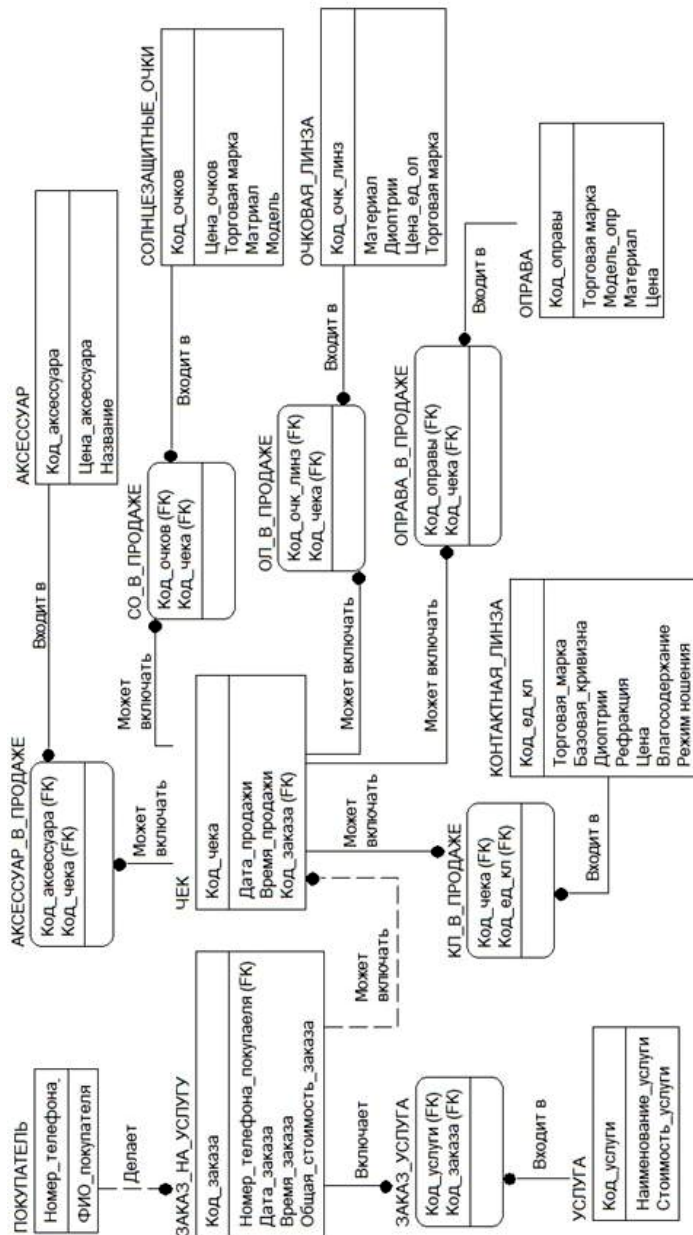 ПОКУПАТЕЛЬ
Номер_телефона_
ФИО_покупателя
Делает
ЗАКАЗ_НА_УСЛУГУ
Код_заказа
Номер_телефона_покупаеля (FK)
Дата_заказа
Время_заказа
Общая_стоимость_заказа
Включает
ЗАКАЗ_УСЛУГА
Код_услуги (FK)
Код_заказа (FK)
Входит в
УСЛУГА
Код_услуги
Наименование_услуги
Стоимость_услуги
Может
включать
АКСЕССУАР_В_ПРОДАЖЕ
Код_аксессуара (FK)
Код_чека (FK)
Может
включать
ЧЕК
Код_чека
Дата_продажи
Время_продажи
Код_заказа (FK)
Может
включать
КЛ_В_ПРОДАЖЕ
Код_чека (FK)
Код_ед_кл (FK)
Входит в
КОНТАКТНАЯ_ЛИНЗА
Код_ед_кл
Торговая_марка
Базовая_кривизна
Диоптрии
Рефракция
Цена
Влагосодержание
Режим ношения
Входит в
АКСЕССУАР
Код_аксессуара
Цена_аксессуара
Название
Может
включать
СО_В_ПРОДАЖЕ
Код_очков (FK)
Код_чека (FK)
Входит в
СОЛНЦЕЗАЩИТНЫЕ_ОЧКИ
Код_очков
Цена_очков
Торговая марка
Матриал
Модель
Может включать
ОЛ_В_ПРОДАЖЕ
Код_очк_линз (FK)
Код_чека (FK)
Входит в
ОЧКОВАЯ_ЛИНЗА
Код_очк_линз
Материал
Диоптрии
Цена_ед_ол
Торговая марка
Может включать
ОПРАВА_В_ПРОДАЖЕ
Код_оправы (FK)
Код_чека (FK)
Входит в
ОПРАВА
Код_оправы
Торговая марка
Модель_опр
Материал
Цена